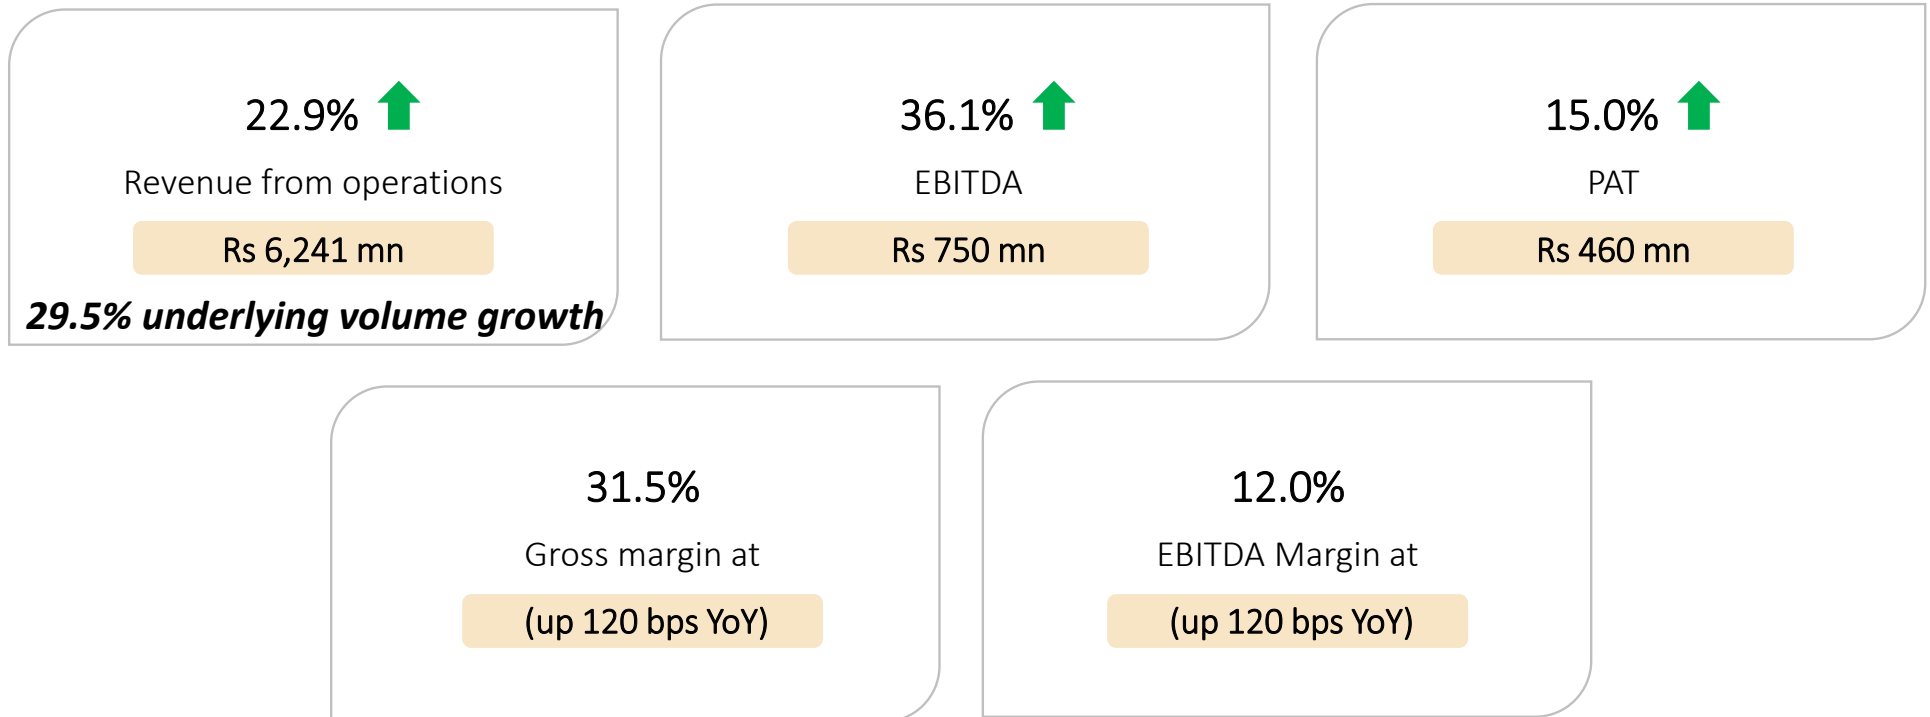 22.9%
Revenue from operations
Rs 6,241 mn
29.5% underlying volume growth
36.1%
EBITDA
Rs 750 mn
15.0%
PAT
Rs 460 mn
31.5%
Gross margin at
(up 120 bps YoY)
12.0%
EBITDA Margin at
(up 120 bps YoY)